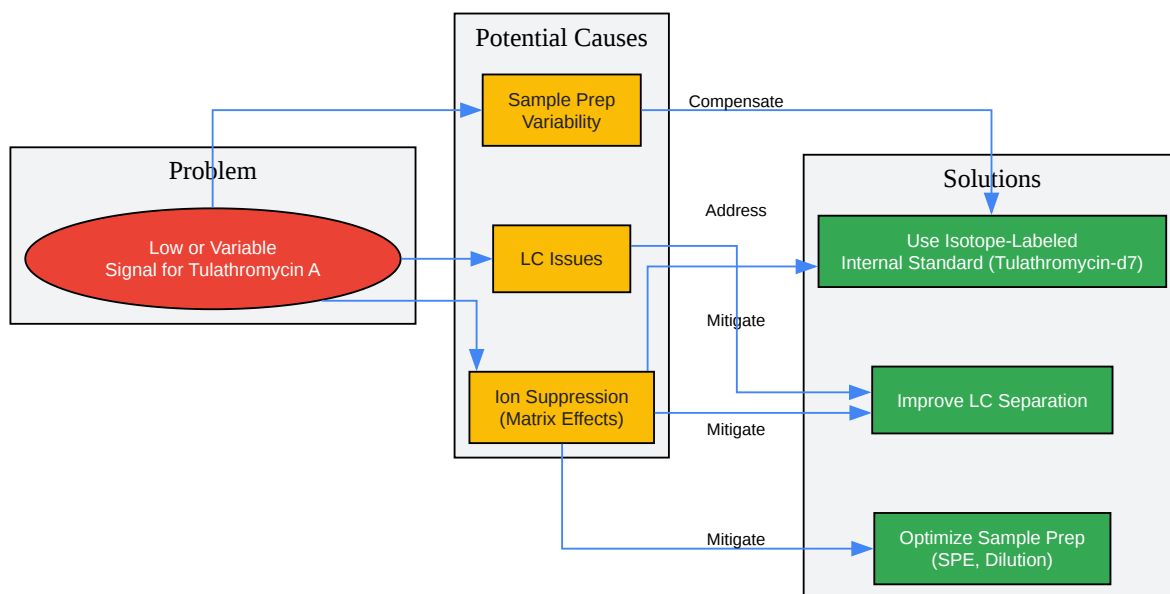 Potential Causes
Sample Prep
Variability
Compensate
Problem
Solutions
Low or Variable
Signal for Tulathromycin A
LC Issues
Address
Use Isotope-Labeled
Internal Standard (Tulathromycin-d7)
Mitigate
Ion Suppression
(Matrix Effects)
Improve LC Separation
Mitigate
Mitigate
Optimize Sample Prep
(SPE, Dilution)